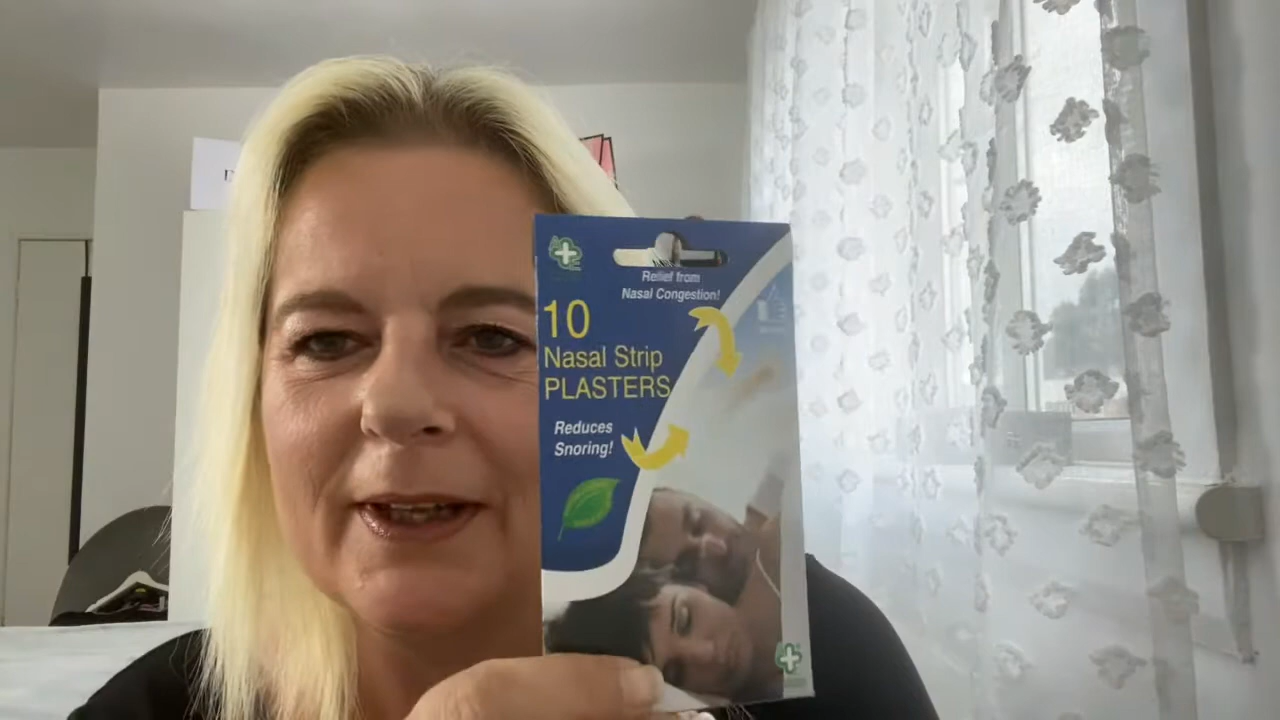 Relief from
Nasal Congestion!
10
Nasal Strip
PLASTERS
Reduces
Snoring!